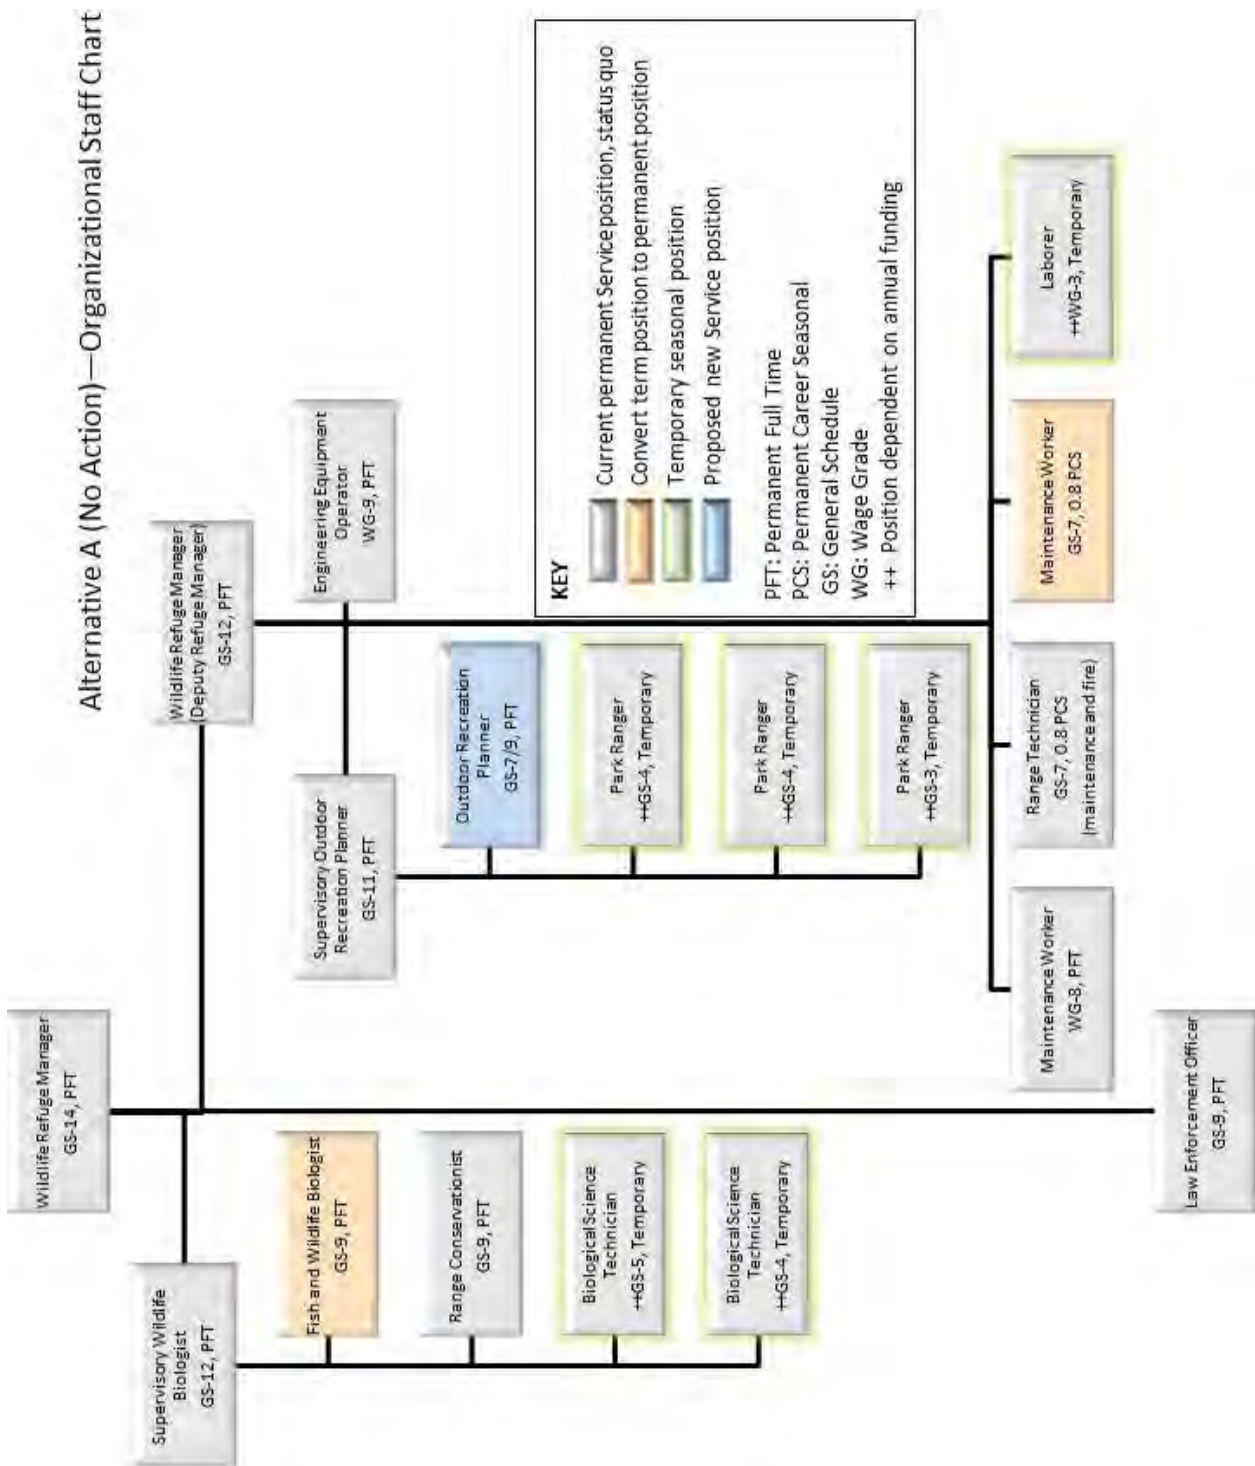 Alternative A (No Action)—Organizational Staff Chart
Wildlife Refuge Manager
GS-14, PFT
Supervisory Wildlife
Biologist
GS-12, PFT
Wildlife Refuge Manager
(Deputy Refuge Manager)
GS-12, PFT
Fish and Wildlife Biologist
GS-9, PFT
Range Conservationist
GS-9, PFT
Biological Science
Technician
++GS-5, Temporary
Biological Science
Technician
++GS-4, Temporary
Supervisory Outdoor
Recreation Planner
GS-11, PFT
Engineering Equipment
Operator
WG-9, PFT
Outdoor Recreation
Planner
GS-7/9, PFT
Park Ranger
++GS-4, Temporary
Park Ranger
++GS-4, Temporary
Park Ranger
++GS-3, Temporary
KEY
Current permanent Service position, status quo
Convert term position to permanent position
Temporary seasonal position
Proposed new Service position
PFT: Permanent Full Time
PCS: Permanent Career Seasonal
GS: General Schedule
WG: Wage Grade
++ Position dependent on annual funding
Maintenance Worker
WG-8, PFT
Range Technician
GS-7, 0.8 PCS
(maintenance and fire)
Maintenance Worker
GS-7, 0.8 PCS
Laborer
++WG-3, Temporary
Law Enforcement Officer
GS-9, PFT